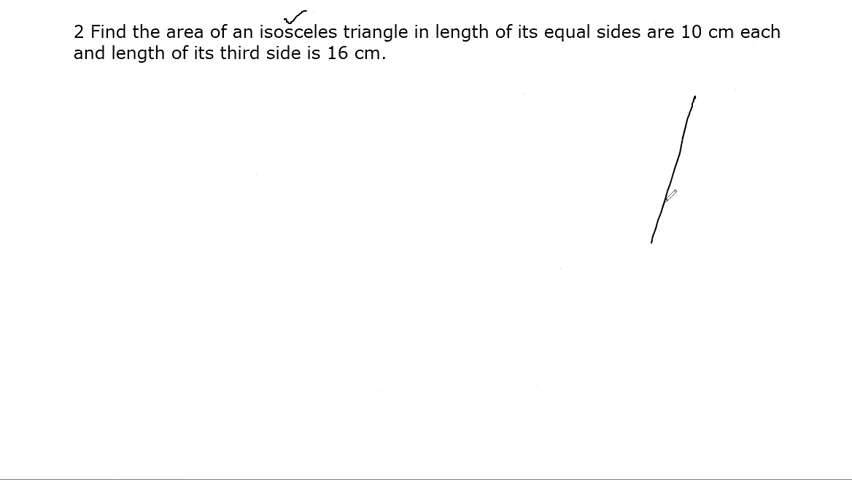 2 Find the area of an isosceles triangle in length of its equal sides are 10 cm each
and length of its third side is 16 cm.